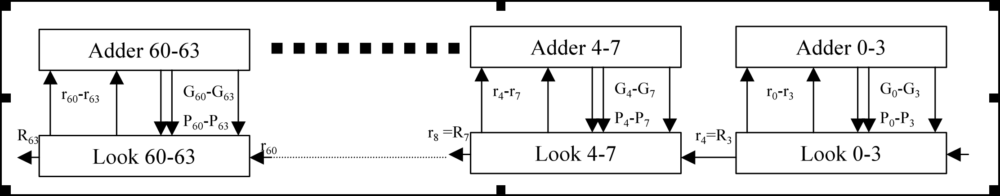 Adder 60-63
Adder 4-7
Adder 0-3
r60-r63
G60-G63
r4-r7
G4-G7
r0-r3
G0-G3
P60-P63
P4-P7
P0-P3
R63
r60
r8 =R7
r4=R3
Look 60-63
Look 4-7
Look 0-3